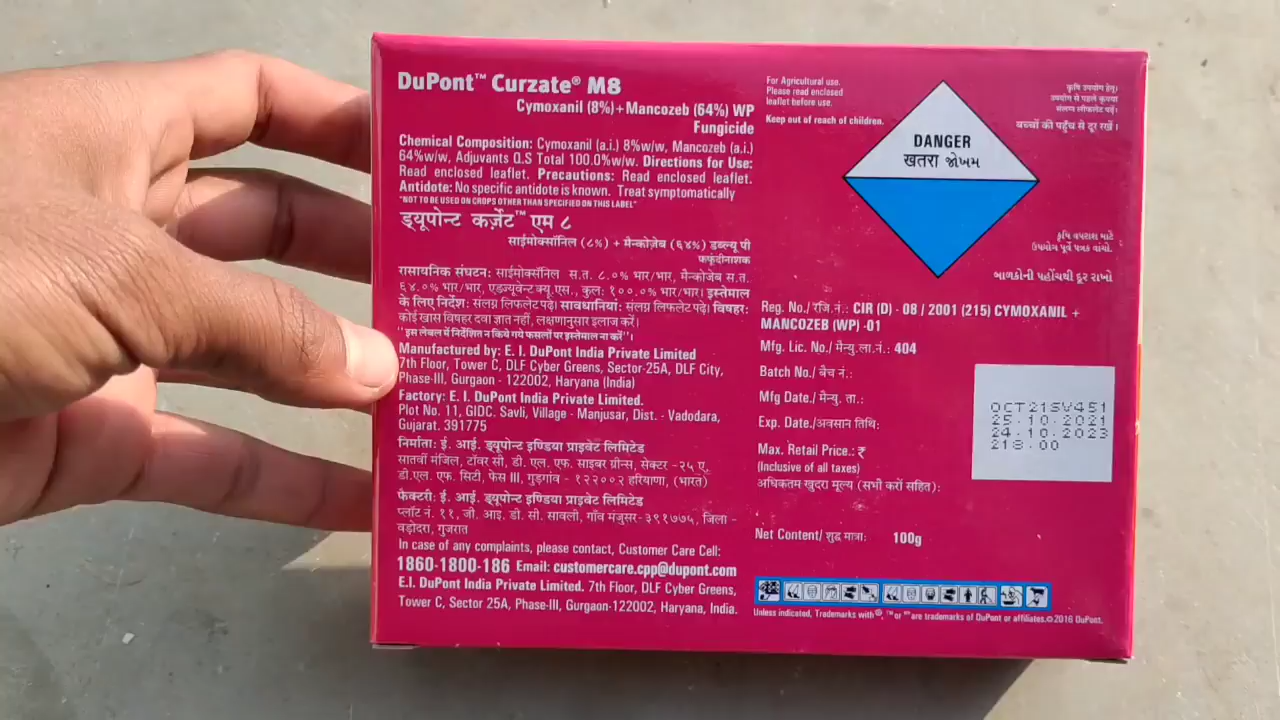 DuPont™ Curzate® M8
Cymoxanil (8%)+Mancozeb (64%) WP
Fungicide
Chemical Composition: Cymoxanil (a.i.) 8%w/w, Mancozeb (a.i.)
64%w/w, Adjuvants Q.S Total 100.0%w/w. Directions for Use:
Read enclosed leaflet. Precautions: Read enclosed leaflet.
Antidote: No specific antidote is known. Treat symptomatically
"NOT TO BE USED ON CROPS OTHER THAN SPECIFIED ON THIS LABEL"
ड्यूपोन्ट कर्ज़ेट™ एम ८
साईमोक्सॉनिल (८%) + मैन्कोज़ेब (६४%) डब्ल्यू पी
फफूंदीनाशक
रासायनिक संघटन: साईमोक्सॉनिल स.त. ८.०% भार/भार, मैन्कोजेब स.त.
६४.०% भार/भार, एडज्युवेन्ट क्यू.एस., कुल: १००.०% भार/भार। इस्तेमाल
के लिए निर्देश: संलग्न लिफलेट पढ़ें। सावधानियां: संलग्न लिफलेट पढ़ें। विषहर:
कोई खास विषहर दवा ज्ञात नहीं, लक्षणानुसार इलाज करें।
"इस लेबल में निर्देशित न किये गये फसलों पर इस्तेमाल ना करें"।
Manufactured by: E. I. DuPont India Private Limited
7th Floor, Tower C, DLF Cyber Greens, Sector-25A, DLF City,
Phase-III, Gurgaon - 122002, Haryana (India)
Factory: E. I. DuPont India Private Limited.
Plot No. 11, GIDC. Savli, Village - Manjusar, Dist. - Vadodara,
Gujarat. 391775
निर्माता: ई. आई. ड्यूपोन्ट इण्डिया प्राइवेट लिमिटेड
सातवाँ मंजिल, टॉवर सी, डी. एल. एफ. साइबर ग्रीन्स, सेक्टर -२५ ए,
डी.एल. एफ. सिटी, फेस III, गुड़गांव - १२२००२ हरियाणा, (भारत)
फैक्टरी: ई. आई. ड्यूपोन्ट इण्डिया प्राइवेट लिमिटेड
प्लॉट नं. ११, जी. आइ. डी. सी. सावली, गाँव मंजुसर-३९१७७५, जिला -
वड़ोदरा, गुजरात
In case of any complaints, please contact, Customer Care Cell:
1860-1800-186 Email: customercare.cpp@dupont.com
E.I. DuPont India Private Limited. 7th Floor, DLF Cyber Greens,
Tower C, Sector 25A, Phase-III, Gurgaon-122002, Haryana, India.
For Agricultural use.
Please read enclosed
leaflet before use.
Keep out of reach of children.
DANGER
खतरा જોખમ
कृषि उपयोग हेतु।
उपयोग से पहले कृपया
संलग्न लीफलेट पढ़ें।
बच्चों की पहुँच से दूर रखें।
કૃષિ વપરાશ માટે
ઉપયોગ પૂર્વે પત્રક વાંચો.
બાળકોની પહોંચથી દૂર રાખો
Reg. No./ रजि.नं.: CIR (D) - 08 / 2001 (215) CYMOXANIL +
MANCOZEB (WP) -01
Mfg. Lic. No./ मैन्यु.ला.नं.: 404
Batch No./ बैच नं.:
Mfg Date./ मैन्यु. ता.:
Exp. Date./अवसान तिथि:
Max. Retail Price.: ₹
(Inclusive of all taxes)
अधिकतम खुदरा मूल्य (सभी करों सहित):
OCT21SV451
25.10.2021
24.10.2023
218.00
Net Content/ शुद्ध मात्रा: 100g
Unless indicated, Trademarks with ®, ™ or ℠ are trademarks of DuPont or affiliates.© 2016 DuPont.